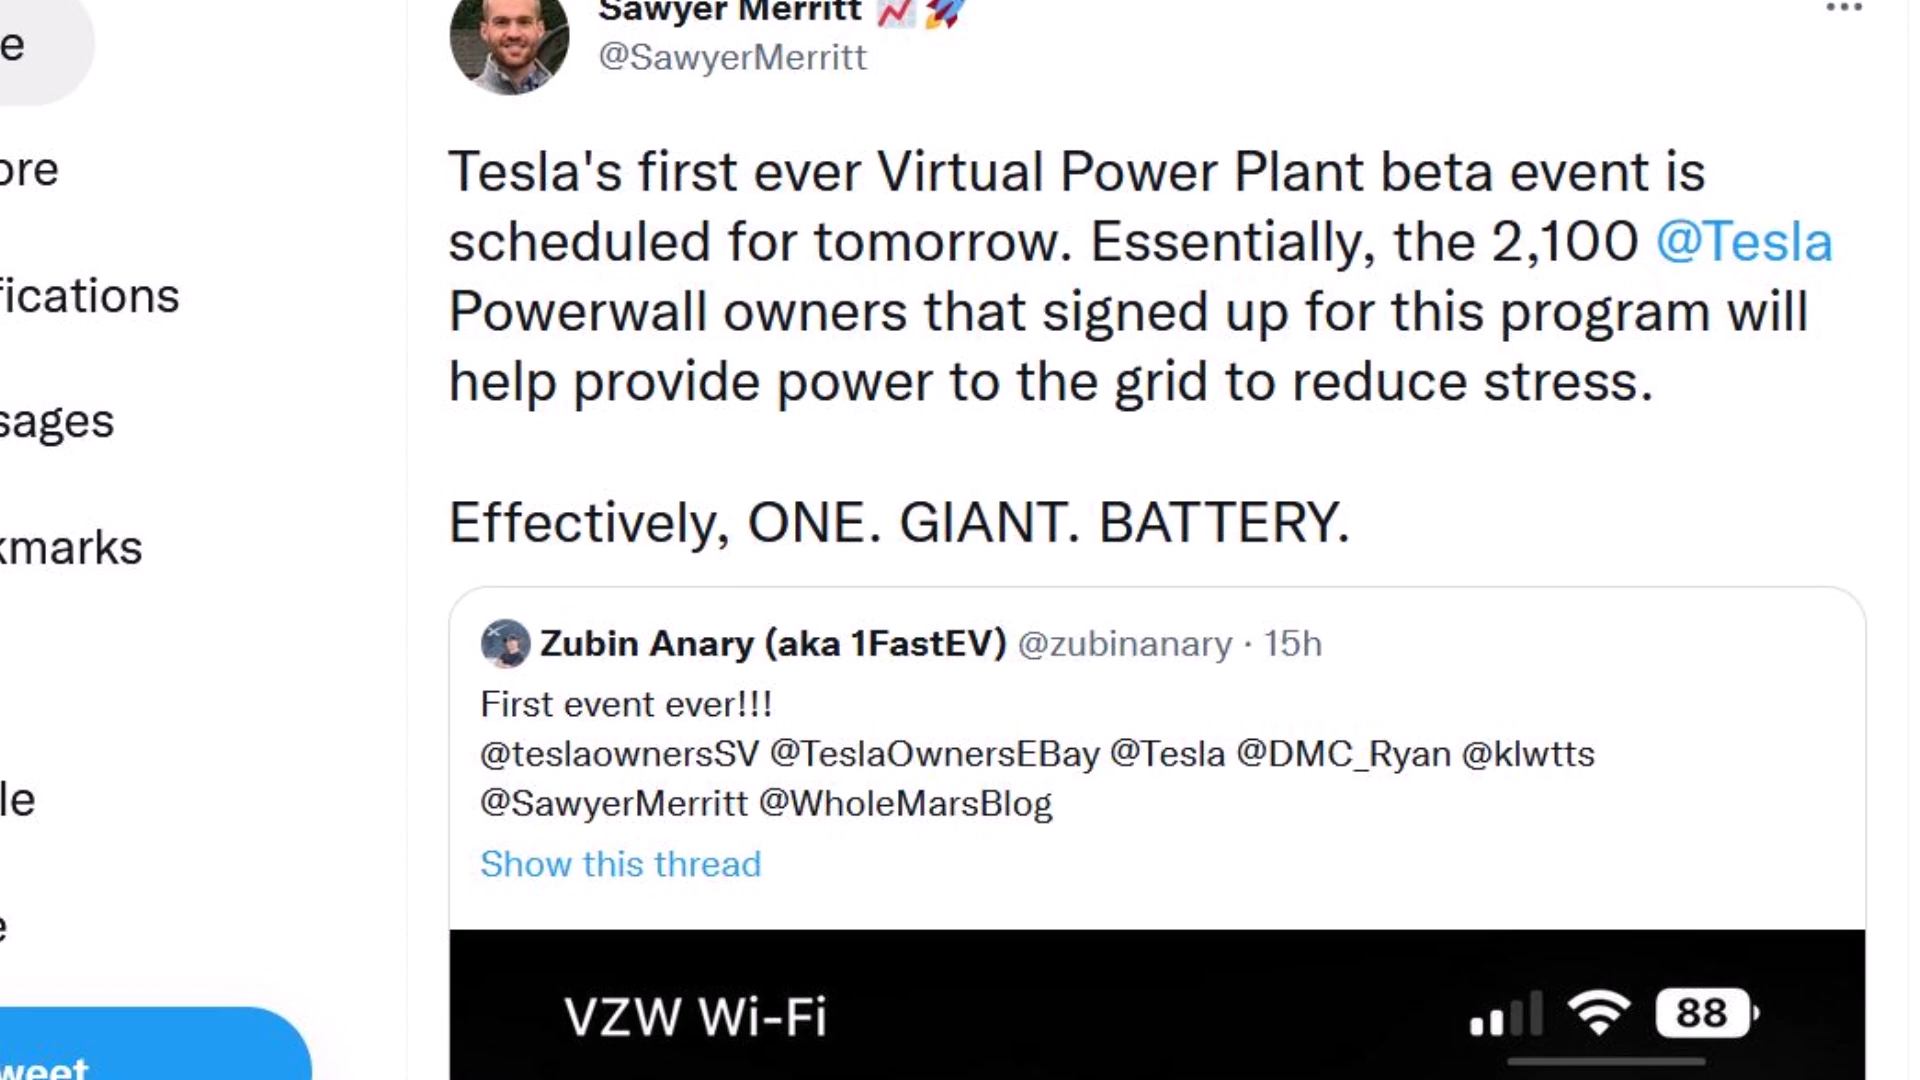 Sawyer Merritt
@SawyerMerritt
Tesla's first ever Virtual Power Plant beta event is
scheduled for tomorrow. Essentially, the 2,100 @Tesla
Powerwall owners that signed up for this program will
help provide power to the grid to reduce stress.
Effectively, ONE. GIANT. BATTERY.
Zubin Anary (aka 1FastEV) @zubinanary · 15h
First event ever!!!
@teslaownersSV @TeslaOwnersEBay @Tesla @DMC_Ryan @klwtts
@SawyerMerritt @WholeMarsBlog
Show this thread
VZW Wi-Fi 88
e
ore
fications
sages
kmarks
le
e
weet